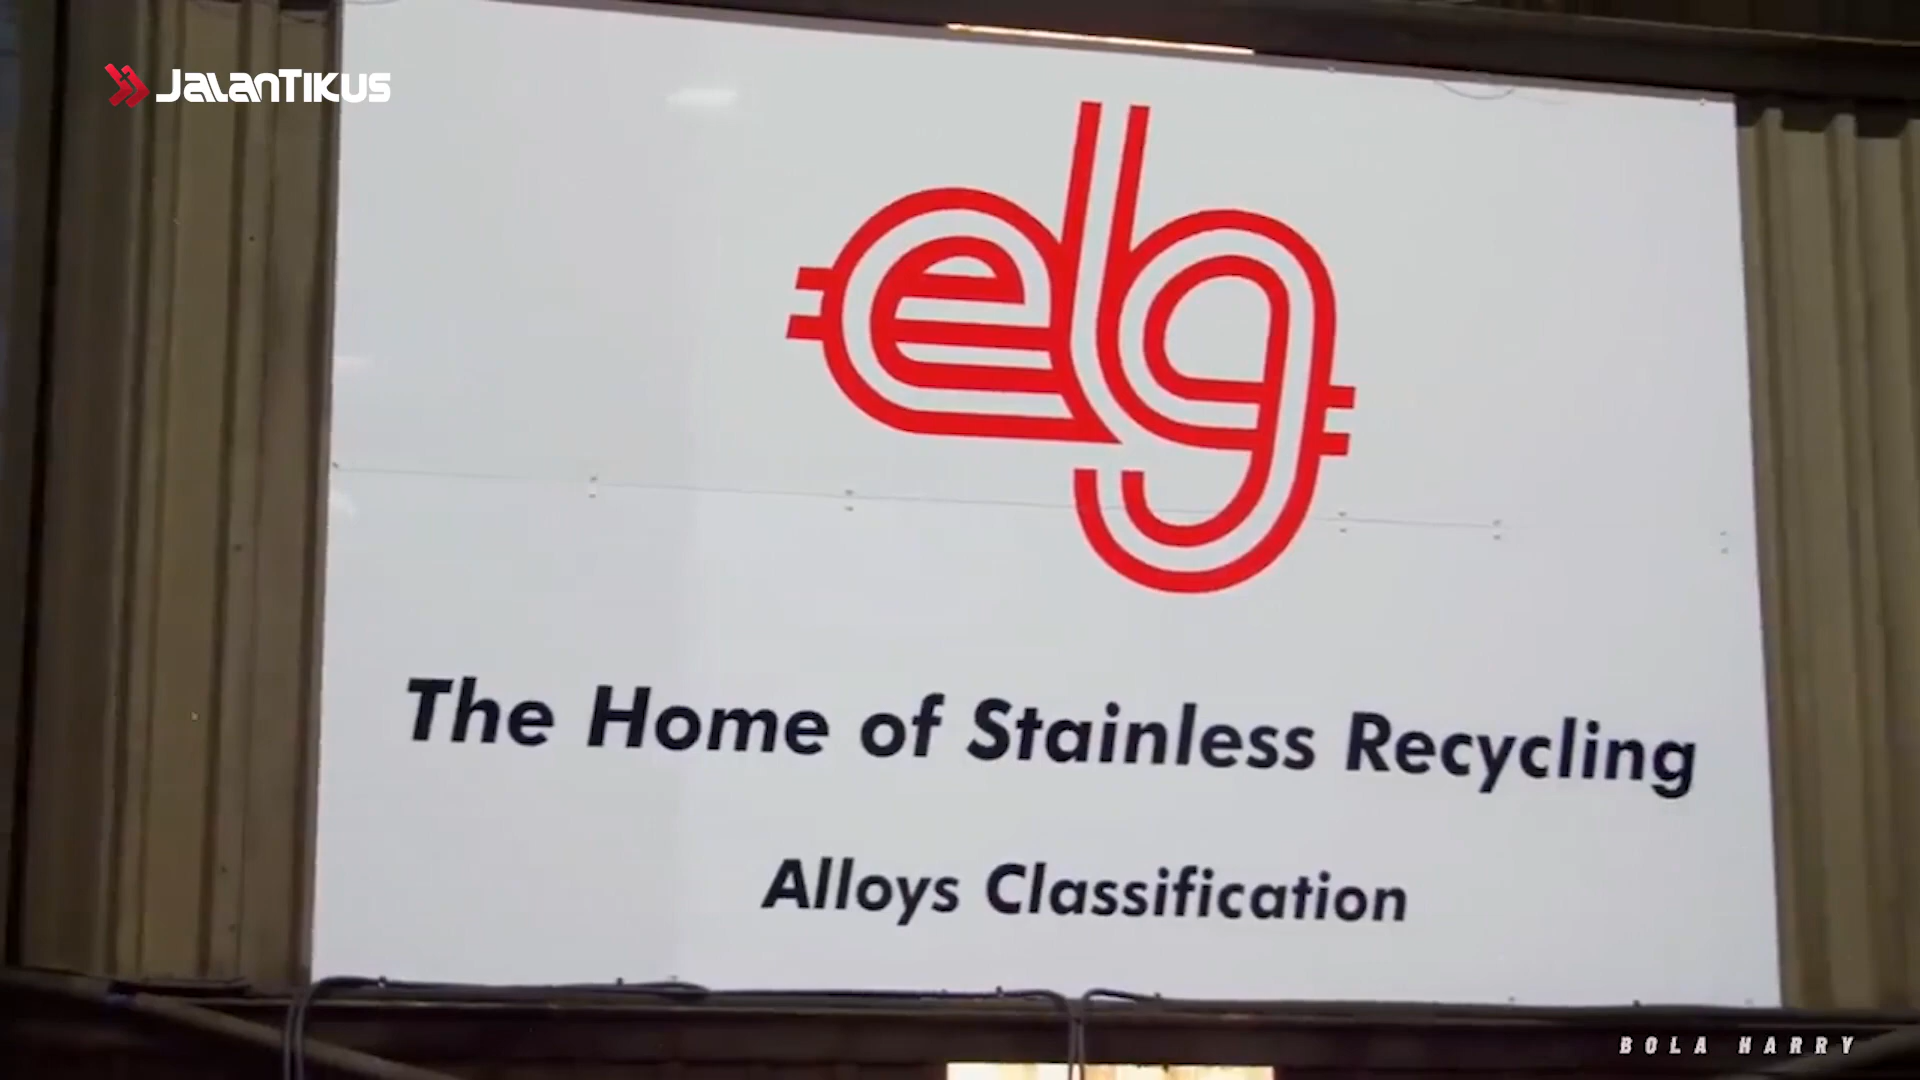 JALANTIKUS
elg
The Home of Stainless Recycling
Alloys Classification
BOLA HARRY